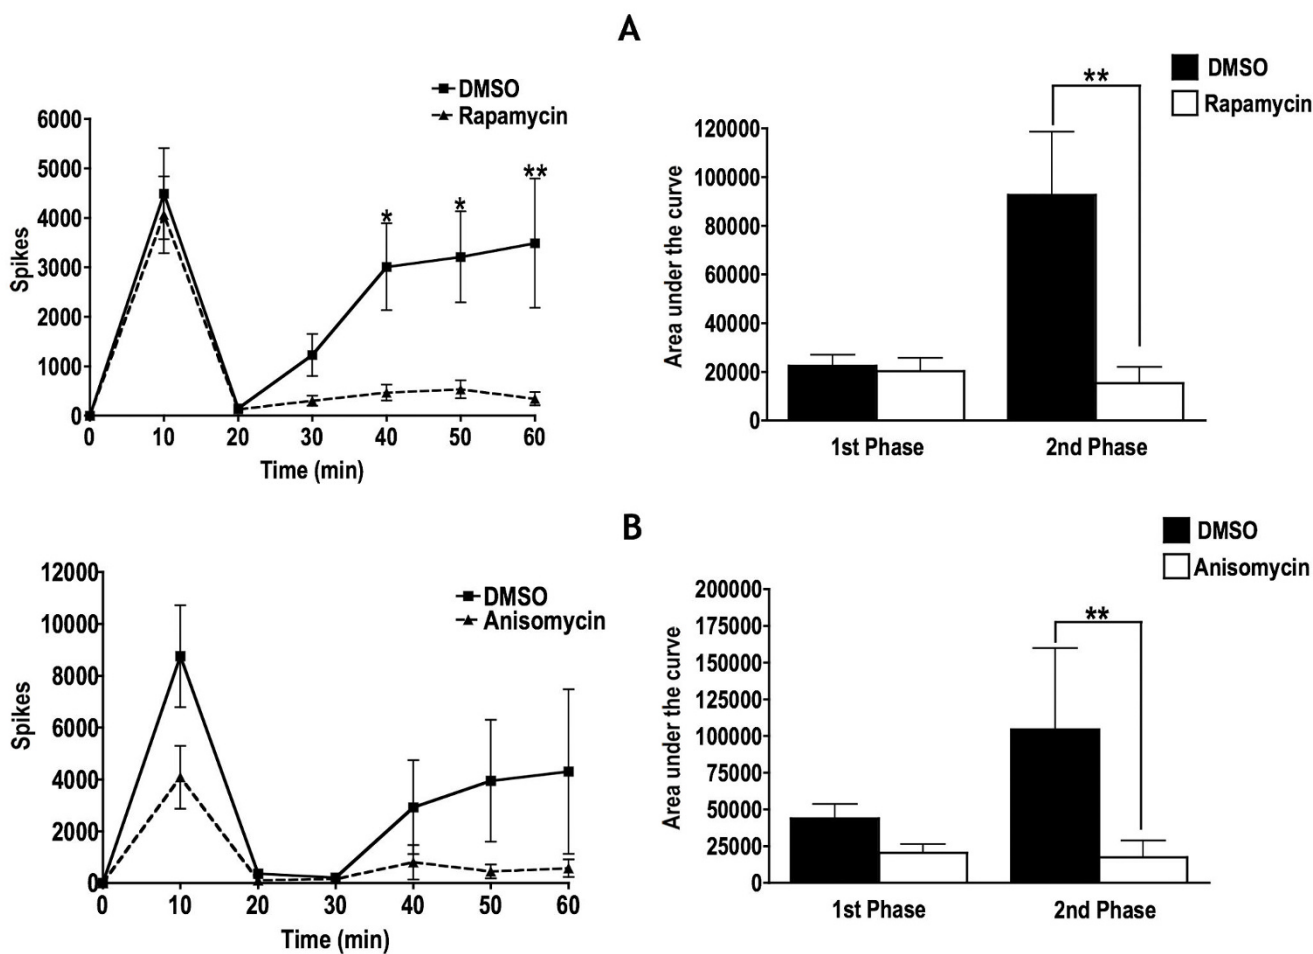 A
DMSO
Rapamycin
6000
5000
4000
3000
2000
1000
0
Spikes
* * **
0 10 20 30 40 50 60
Time (min)
**
DMSO
Rapamycin
120000
100000
80000
60000
40000
20000
0
Area under the curve
1st Phase 2nd Phase
B
DMSO
Anisomycin
12000
10000
8000
6000
4000
2000
0
Spikes
0 10 20 30 40 50 60
Time (min)
**
DMSO
Anisomycin
200000
175000
150000
125000
100000
75000
50000
25000
0
Area under the curve
1st Phase 2nd Phase